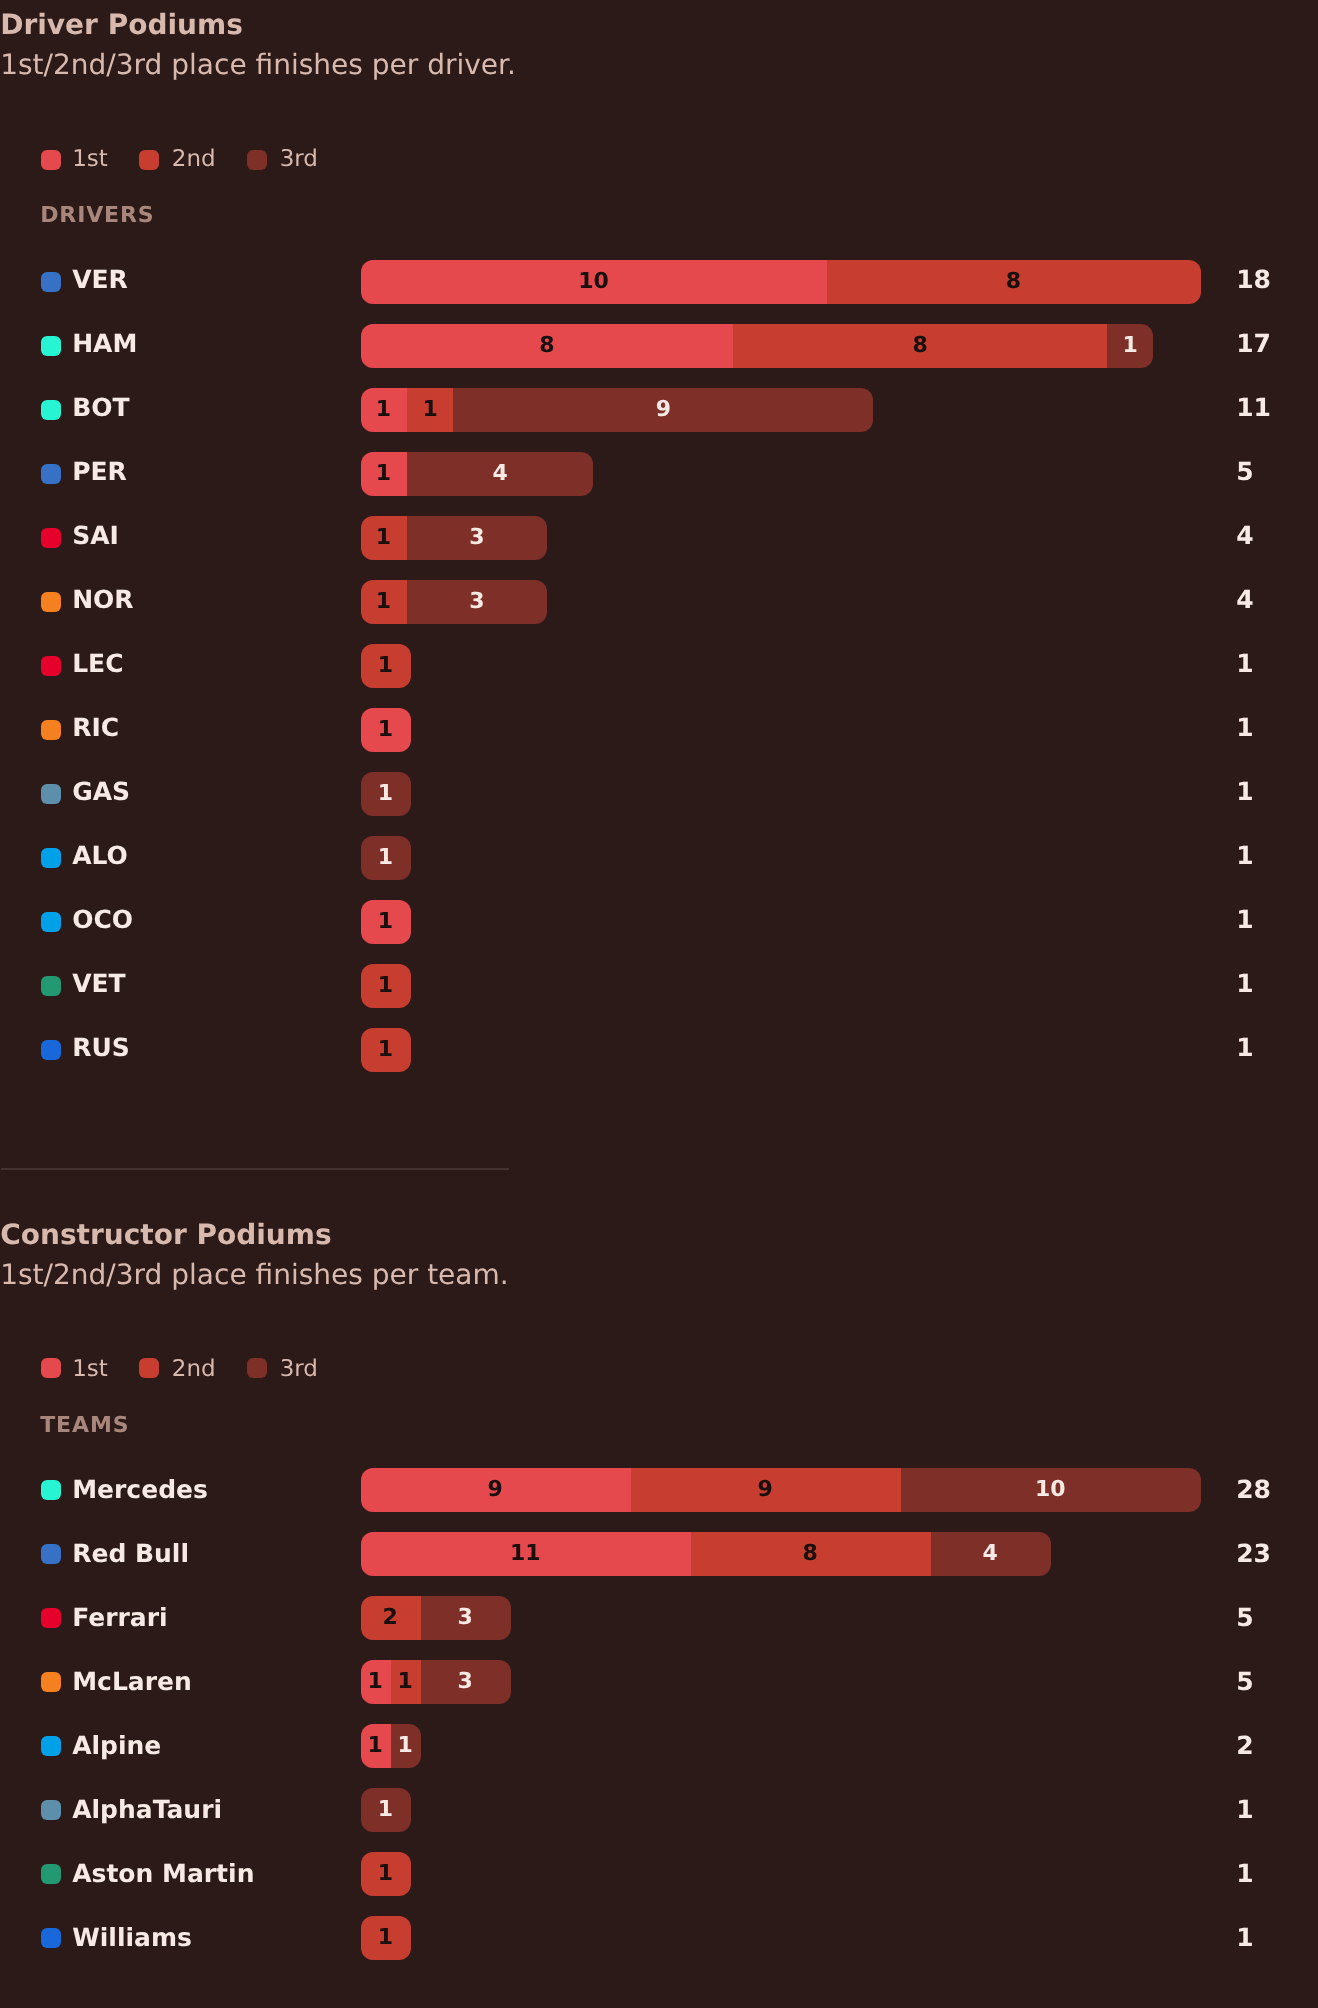 Driver Podiums
1st/2nd/3rd place finishes per driver.
1st 2nd 3rd
DRIVERS
VER 10 8 18
HAM 8 8 1 17
BOT 1 1 9 11
PER 1 4 5
SAI 1 3 4
NOR 1 3 4
LEC 1 1
RIC 1 1
GAS 1 1
ALO 1 1
OCO 1 1
VET 1 1
RUS 1 1
Constructor Podiums
1st/2nd/3rd place finishes per team.
1st 2nd 3rd
TEAMS
Mercedes 9 9 10 28
Red Bull 11 8 4 23
Ferrari 2 3 5
McLaren 1 1 3 5
Alpine 1 1 2
AlphaTauri 1 1
Aston Martin 1 1
Williams 1 1